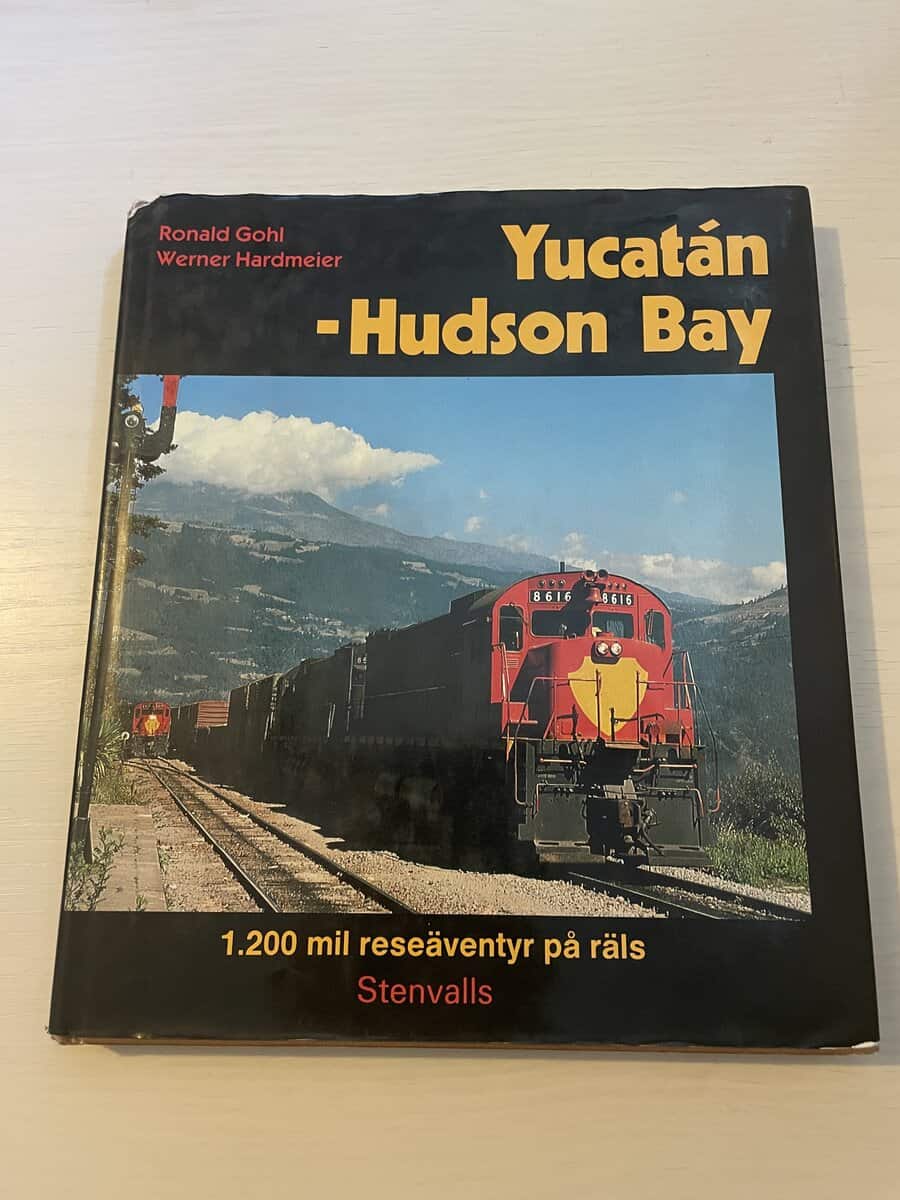 Ronald Gohl
Werner Hardmeier
Yucatán
-Hudson Bay
8616 8616
1.200 mil reseäventyr på räls
Stenvalls